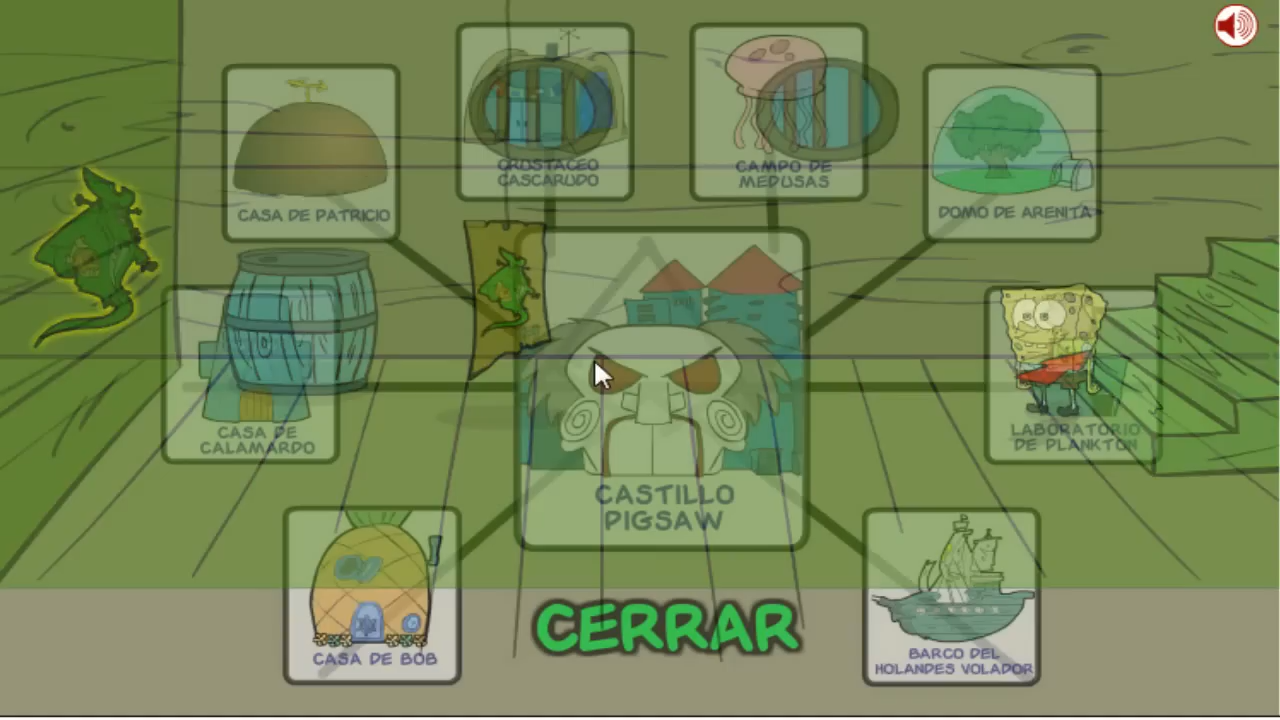 CRUSTACEO
CASCARUDO
CAMPO DE
MEDUSAS
CASA DE PATRICIO
DOMO DE ARENITA
CASA DE
CALAMARDO
LABORATORIO
DE PLANKTON
CASTILLO
PIGSAW
CERRAR
CASA DE BOB
BARCO DEL
HOLANDES VOLADOR